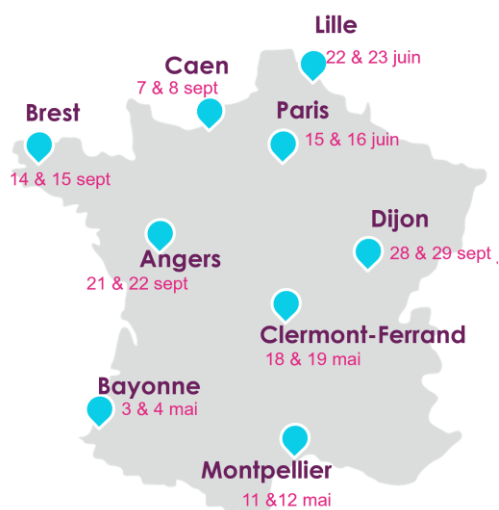 Lille
22 & 23 juin
Caen
7 & 8 sept
Brest
14 & 15 sept
Paris
15 & 16 juin
Dijon
28 & 29 sept
Angers
21 & 22 sept
Clermont-Ferrand
18 & 19 mai
Bayonne
3 & 4 mai
Montpellier
11 &12 mai